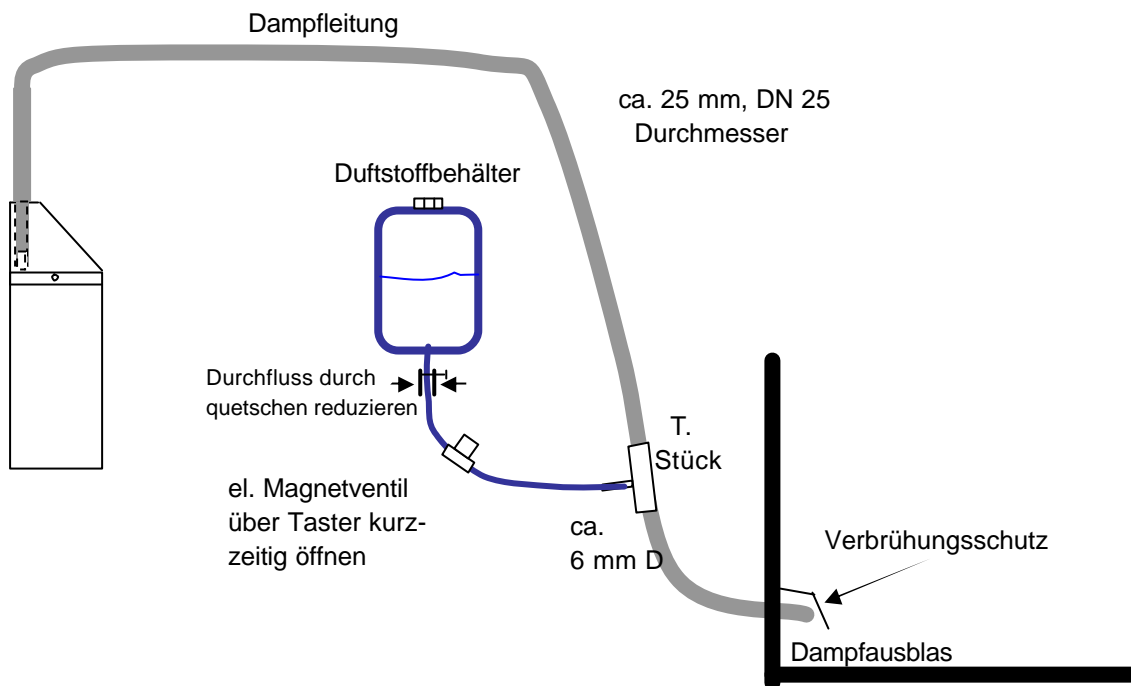 Dampfleitung
ca. 25 mm, DN 25
Durchmesser
Duftstoffbehälter
Durchfluss durch
quetschen reduzieren
T.
Stück
el. Magnetventil
über Taster kurz-
zeitig öffnen
ca.
6 mm D
Verbrühungsschutz
Dampfausblas